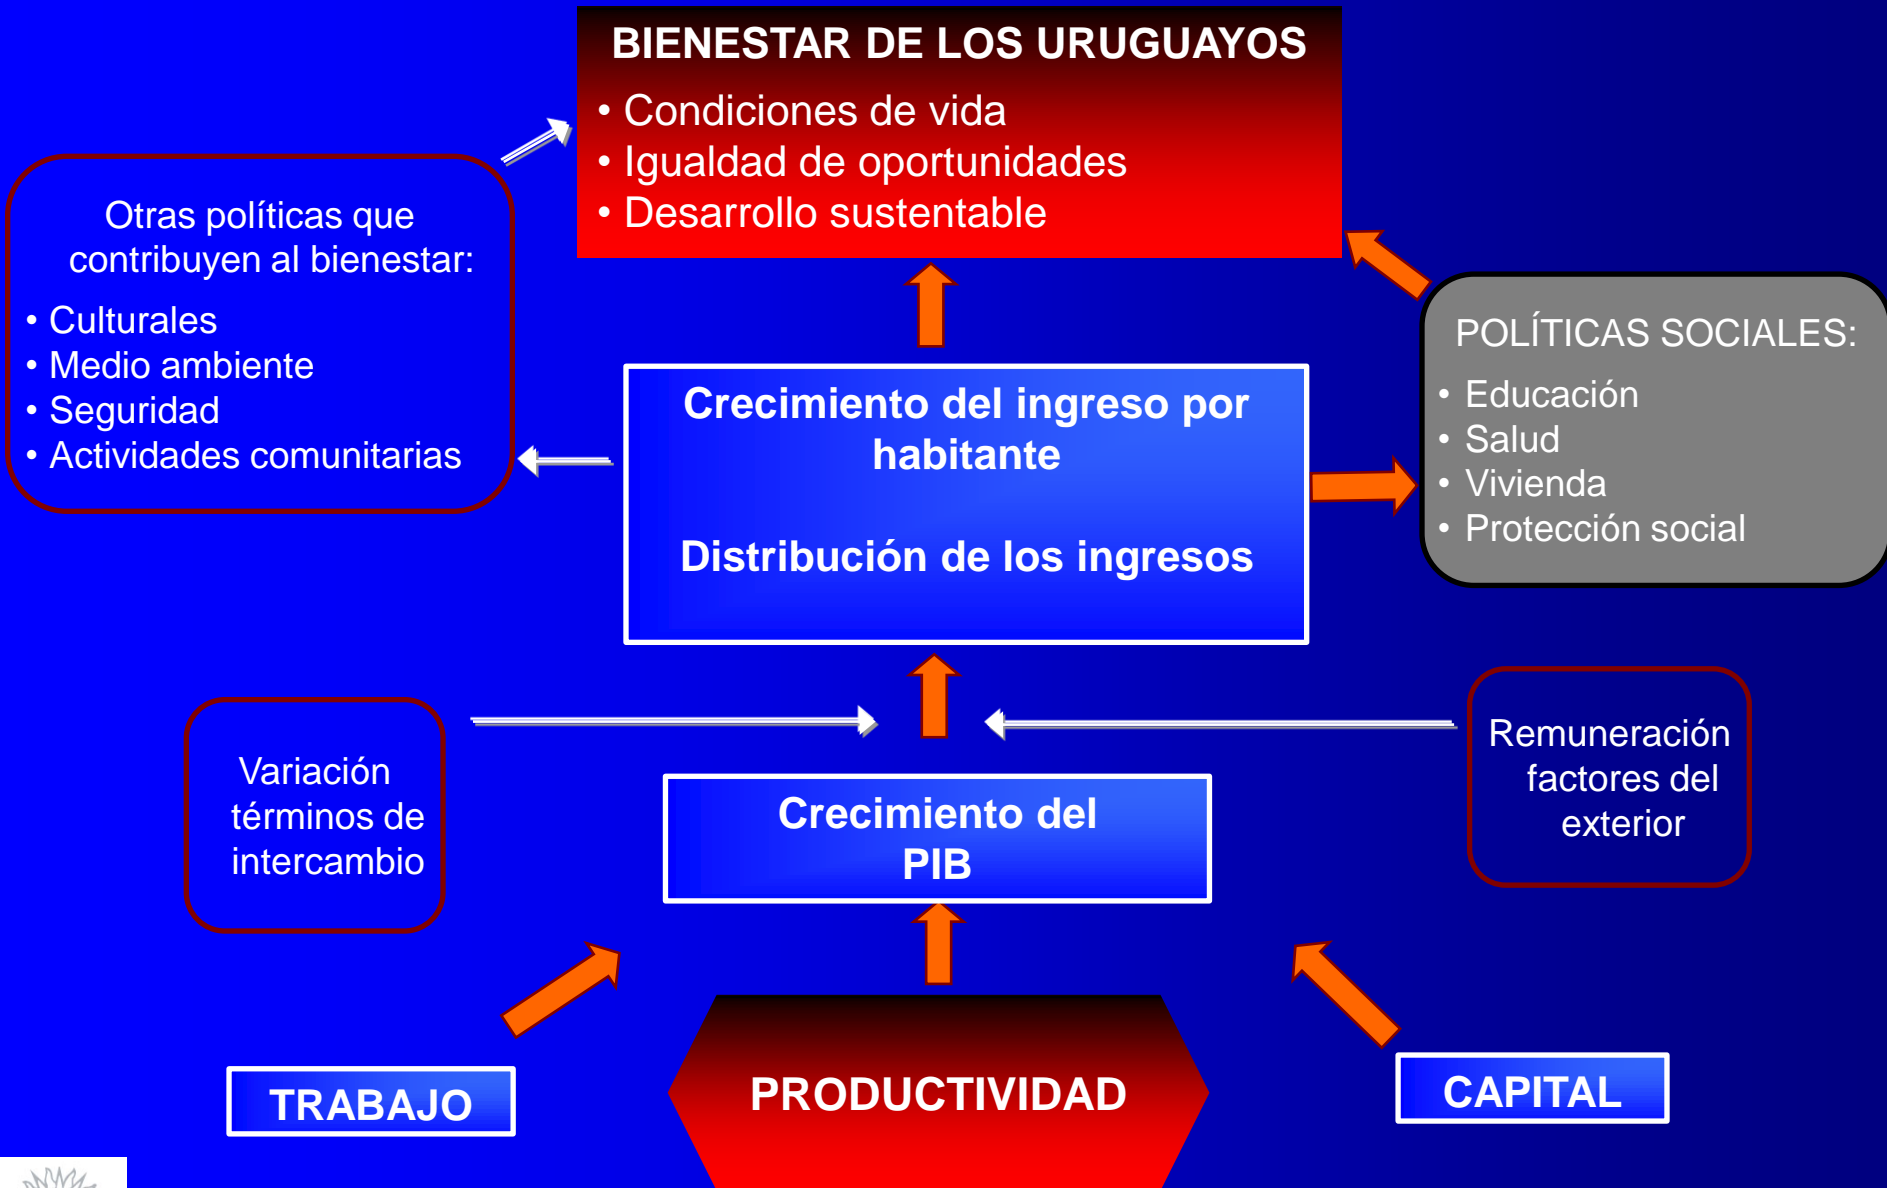 BIENESTAR DE LOS URUGUAYOS
• Condiciones de vida
• Igualdad de oportunidades
• Desarrollo sustentable
Otras políticas que
contribuyen al bienestar:
• Culturales
• Medio ambiente
• Seguridad
• Actividades comunitarias
Crecimiento del ingreso por
habitante
Distribución de los ingresos
POLÍTICAS SOCIALES:
• Educación
• Salud
• Vivienda
• Protección social
Variación
términos de
intercambio
Crecimiento del
PIB
Remuneración
factores del
exterior
TRABAJO
PRODUCTIVIDAD
CAPITAL